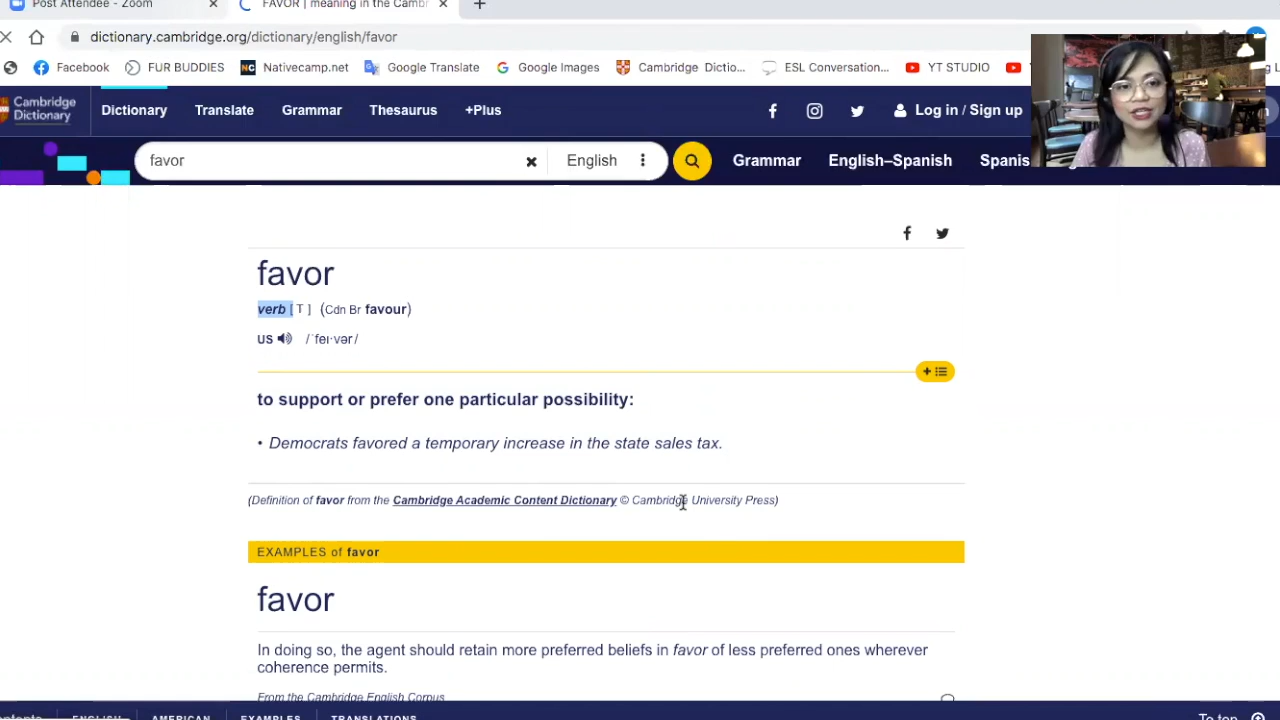 Post Attendee - Zoom
FAVOR | meaning in the Cambr
dictionary.cambridge.org/dictionary/english/favor
Facebook FUR BUDDIES Nativecamp.net Google Translate Google Images Cambridge Dictio... ESL Conversation... YT STUDIO
Cambridge
Dictionary
Dictionary Translate Grammar Thesaurus +Plus Log in / Sign up
favor English Grammar English–Spanish Spanis
favor
verb [ T ] (Cdn Br favour)
US /ˈfeɪ·vər/
to support or prefer one particular possibility:
• Democrats favored a temporary increase in the state sales tax.
(Definition of favor from the Cambridge Academic Content Dictionary © Cambridge University Press)
EXAMPLES of favor
favor
In doing so, the agent should retain more preferred beliefs in favor of less preferred ones wherever
coherence permits.
From the Cambridge English Corpus
ENGLISH AMERICAN EXAMPLES TRANSLATIONS To top